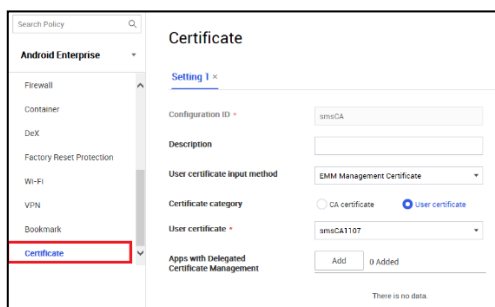 Search Policy
Android Enterprise
Firewall
Container
DeX
Factory Reset Protection
Wi-Fi
VPN
Bookmark
Certificate
Certificate
Setting 1 ×
Configuration ID *
smsCA
Description
User certificate input method
EMM Management Certificate
Certificate category
CA certificate
User certificate
User certificate *
smsCA1107
Apps with Delegated
Certificate Management
Add
0 Added
There is no data